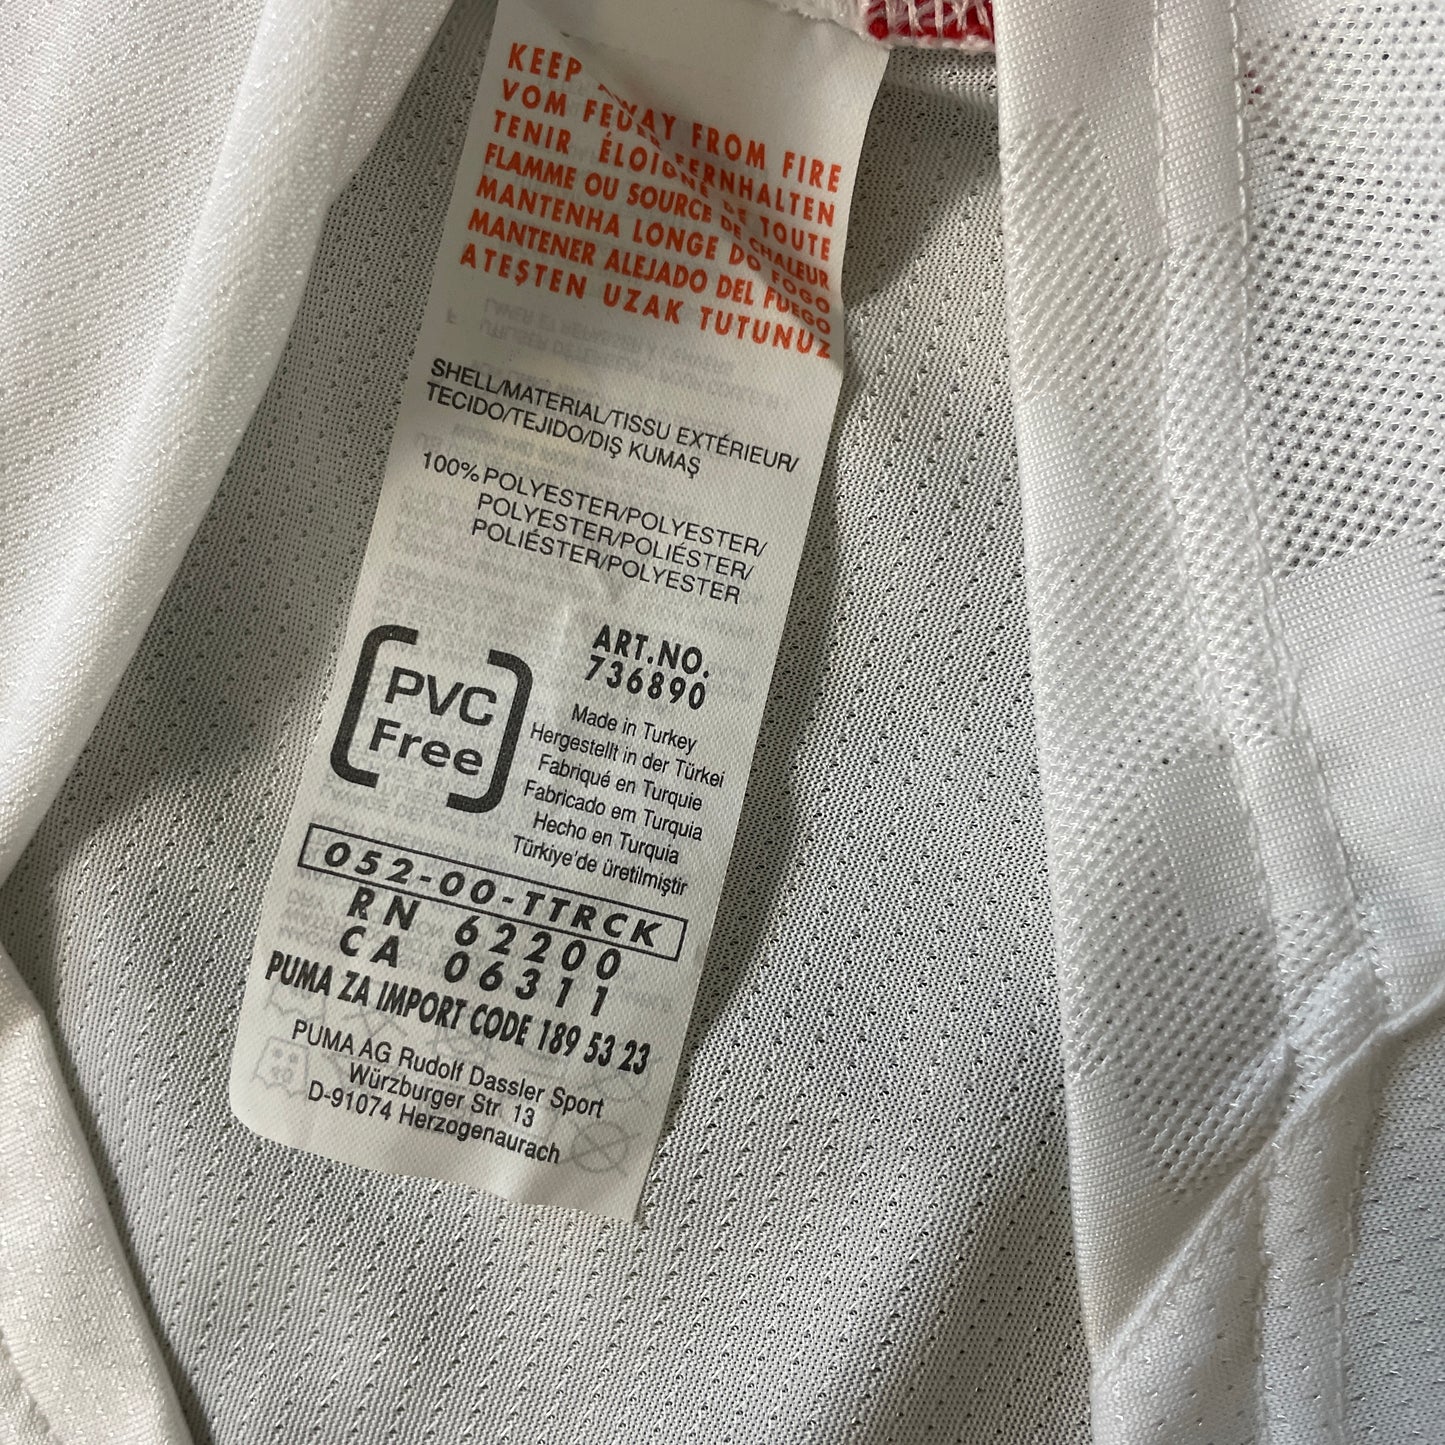 KEEP AWAY FROM FIRE
VOM FEUER FERNHALTEN
TENIR ÉLOIGNÉ DE TOUTE
FLAMME OU SOURCE DE CHALEUR
MANTENHA LONGE DO FOGO
MANTENER ALEJADO DEL FUEGO
ATEŞTEN UZAK TUTUNUZ
SHELL/MATERIAL/TISSU EXTÉRIEUR/
TECIDO/TEJIDO/DIŞ KUMAŞ
100% POLYESTER/POLYESTER/
POLYESTER/POLIÉSTER/
POLIÉSTER/POLYESTER
ART.NO.
736890
PVC
Free
Made in Turkey
Hergestellt in der Türkei
Fabriqué en Turquie
Fabricado em Turquia
Hecho en Turquia
Türkiye'de üretilmiştir
052-00-TTRCK
RN 62200
CA 06311
PUMA ZA IMPORT CODE 189 53 23
PUMA AG Rudolf Dassler Sport
Würzburger Str. 13
D-91074 Herzogenaurach